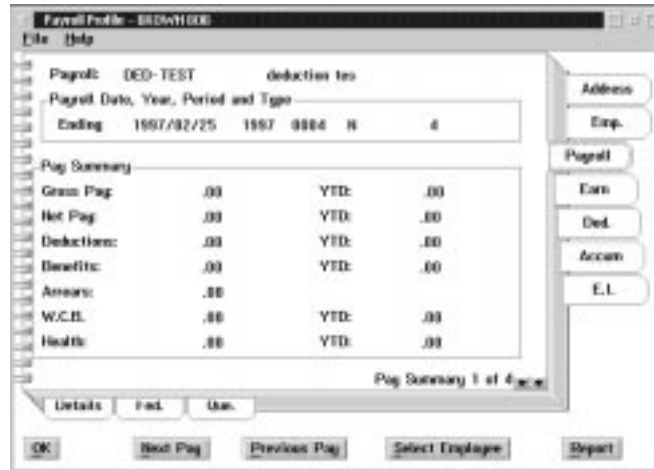 Payroll Profile - BROWN BOB
File Help
Payroll: DED-TEST deduction tes
Payroll Date, Year, Period and Type
Ending 1997/02/25 1997 0004 N 4
Pay Summary
Gross Pay: .00 YTD: .00
Net Pay: .00 YTD: .00
Deductions: .00 YTD: .00
Benefits: .00 YTD: .00
Arrears: .00
W.C.B. .00 YTD: .00
Health: .00 YTD: .00
Pay Summary 1 of 4
Address
Emp.
Payroll
Earn
Ded.
Accum
E.I.
Details Fed. Que.
OK Next Pay Previous Pay Select Employee Report